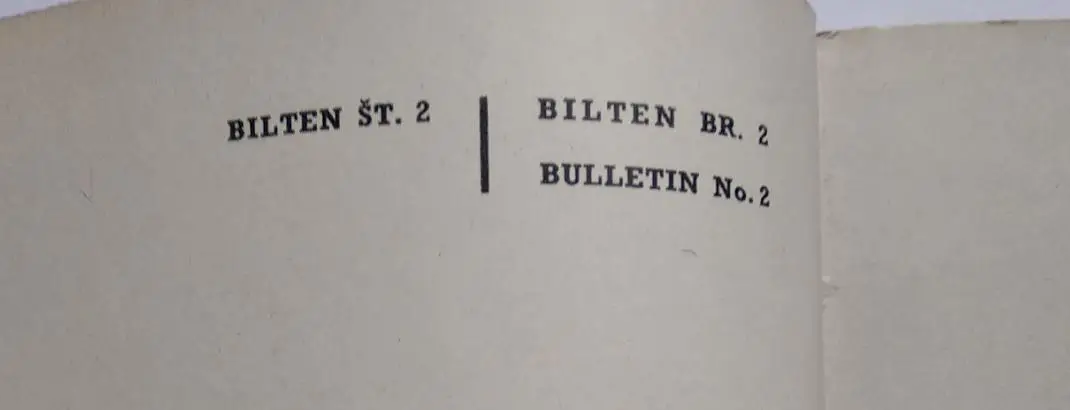 BILTEN ŠT. 2
BILTEN BR. 2
BULLETIN No. 2